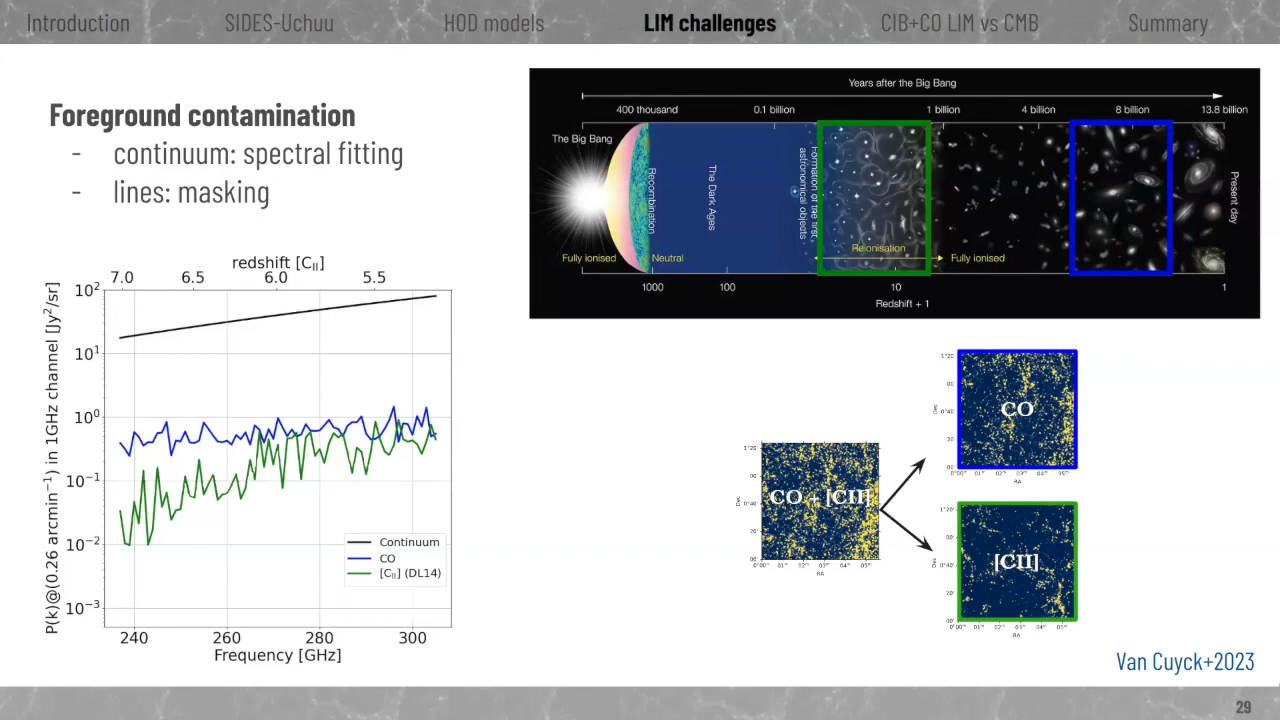 Introduction SIDES-Uchuu HOD models LIM challenges CIB+CO LIM vs CMB Summary
Foreground contamination
- continuum: spectral fitting
- lines: masking
Years after the Big Bang
400 thousand 0.1 billion 1 billion 4 billion 8 billion 13.8 billion
The Big Bang
Recombination
The Dark Ages
Formation of the first
astronomical objects
Reionisation
Present day
Fully ionised Neutral Fully ionised
1000 100 10 1
Redshift + 1
redshift [CII]
7.0 6.5 6.0 5.5
P(k)@(0.26 arcmin⁻¹) in 1GHz channel [Jy²/sr]
10²
10¹
10⁰
10⁻¹
10⁻²
10⁻³
Continuum
CO
[CII] (DL14)
240 260 280 300
Frequency [GHz]
CO + [CII]
Dec
RA
CO
Dec
RA
[CII]
Dec
RA
Van Cuyck+2023
29